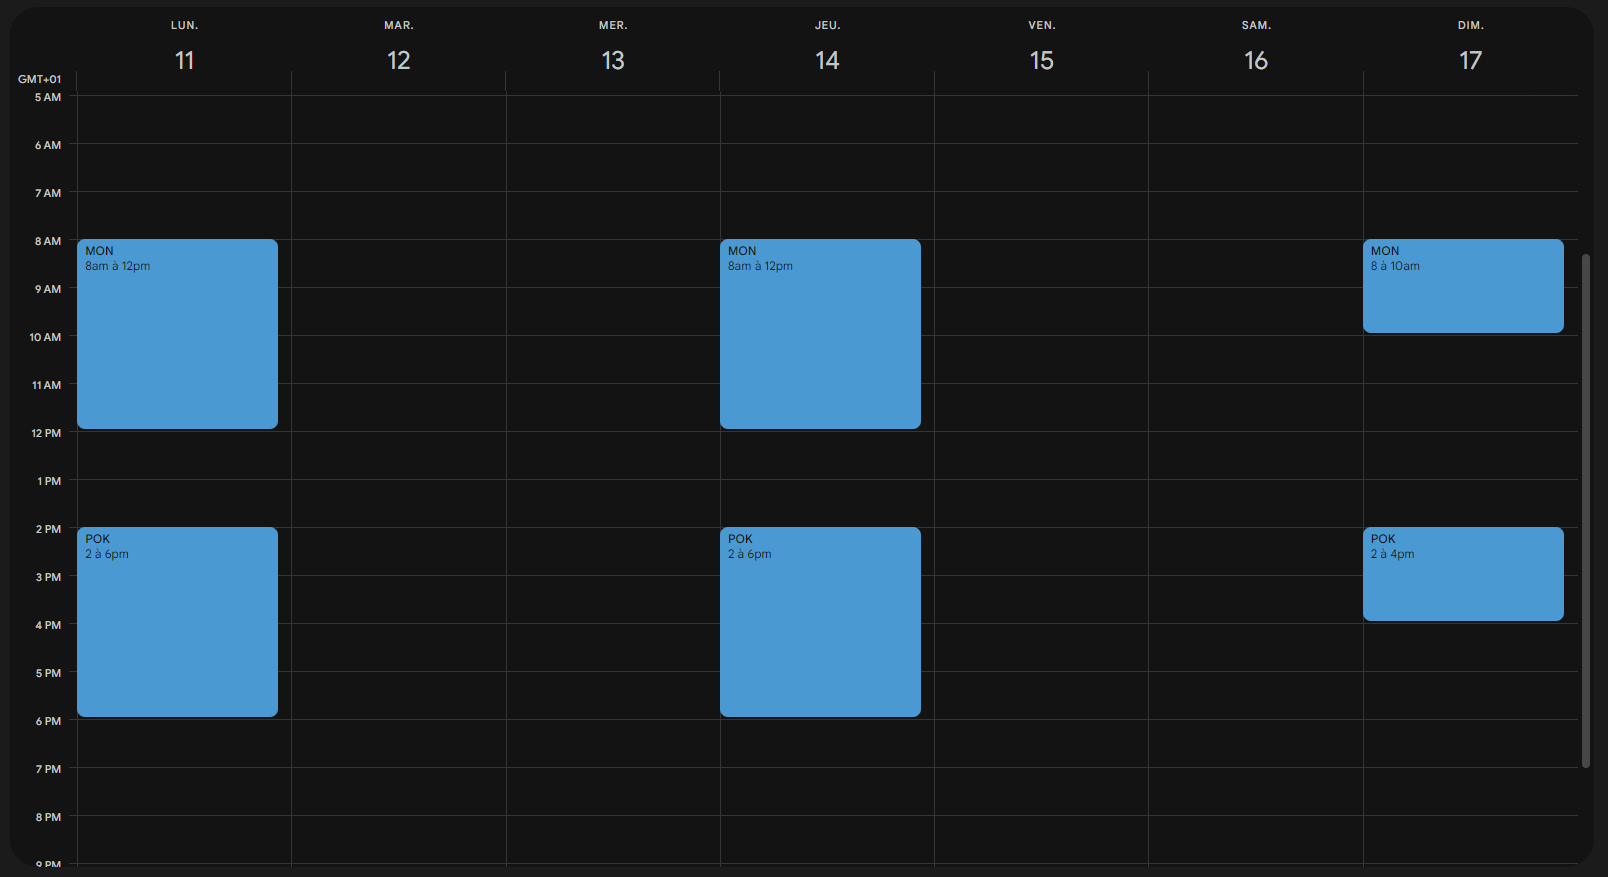 LUN. MAR. MER. JEU. VEN. SAM. DIM.
11 12 13 14 15 16 17
GMT+01
5 AM
6 AM
7 AM
8 AM
MON
8am à 12pm
MON
8am à 12pm
MON
8 à 10am
9 AM
10 AM
11 AM
12 PM
1 PM
2 PM
POK
2 à 6pm
POK
2 à 6pm
POK
2 à 4pm
3 PM
4 PM
5 PM
6 PM
7 PM
8 PM
9 PM